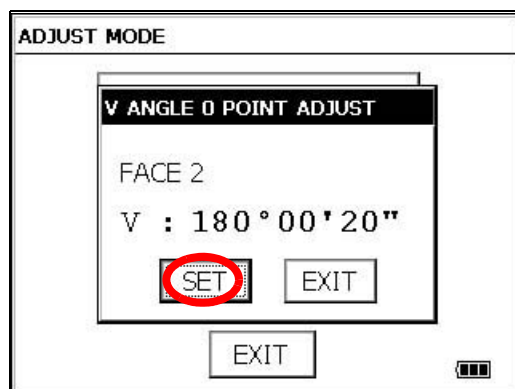 ADJUST MODE
V ANGLE 0 POINT ADJUST
FACE 2
V : 180°00'20"
SET EXIT
EXIT